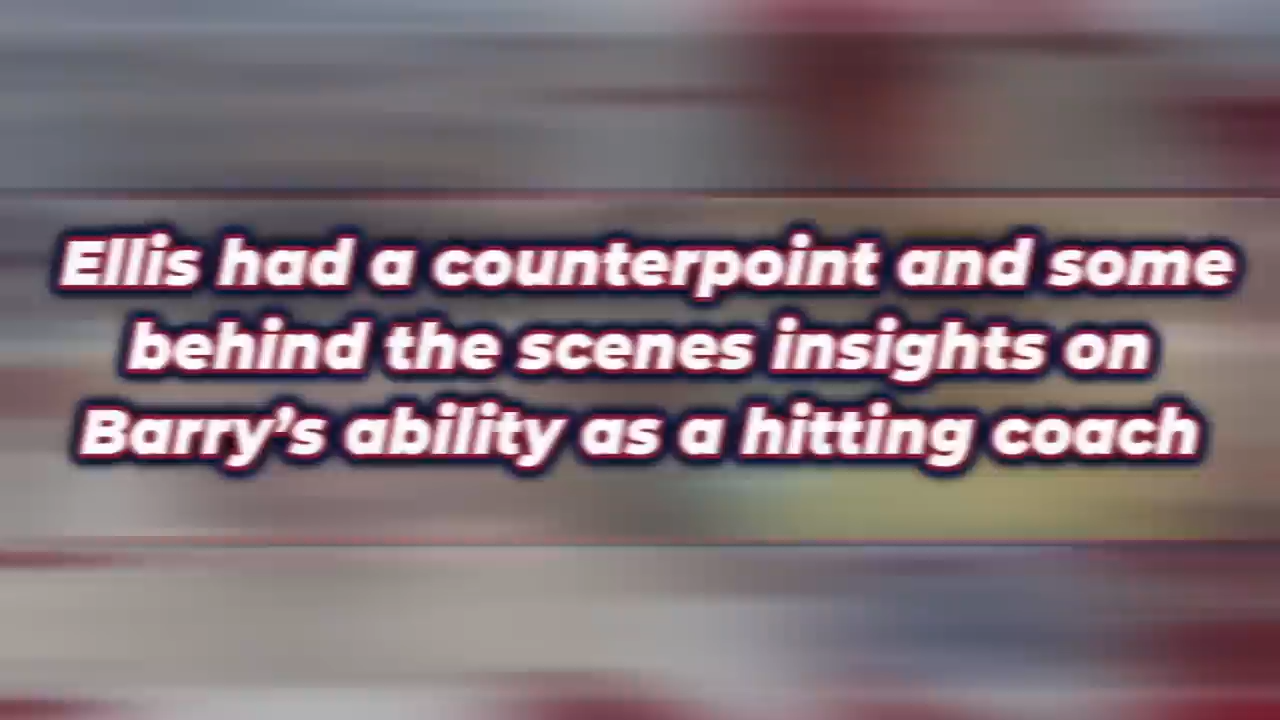 Ellis had a counterpoint and some
behind the scenes insights on
Barry’s ability as a hitting coach